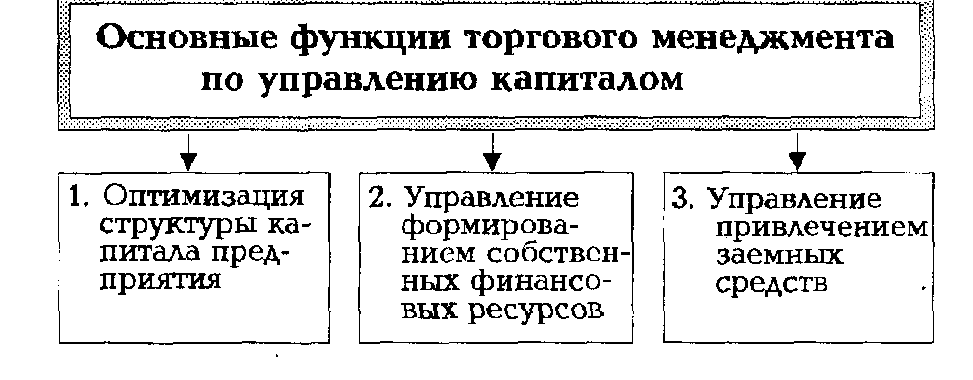 Основные функции торгового менеджмента
по управлению капиталом
1. Оптимизация
структуры ка-
питала пред-
приятия
2. Управление
формирова-
нием собствен-
ных финансо-
вых ресурсов
3. Управление
привлечением
заемных
средств